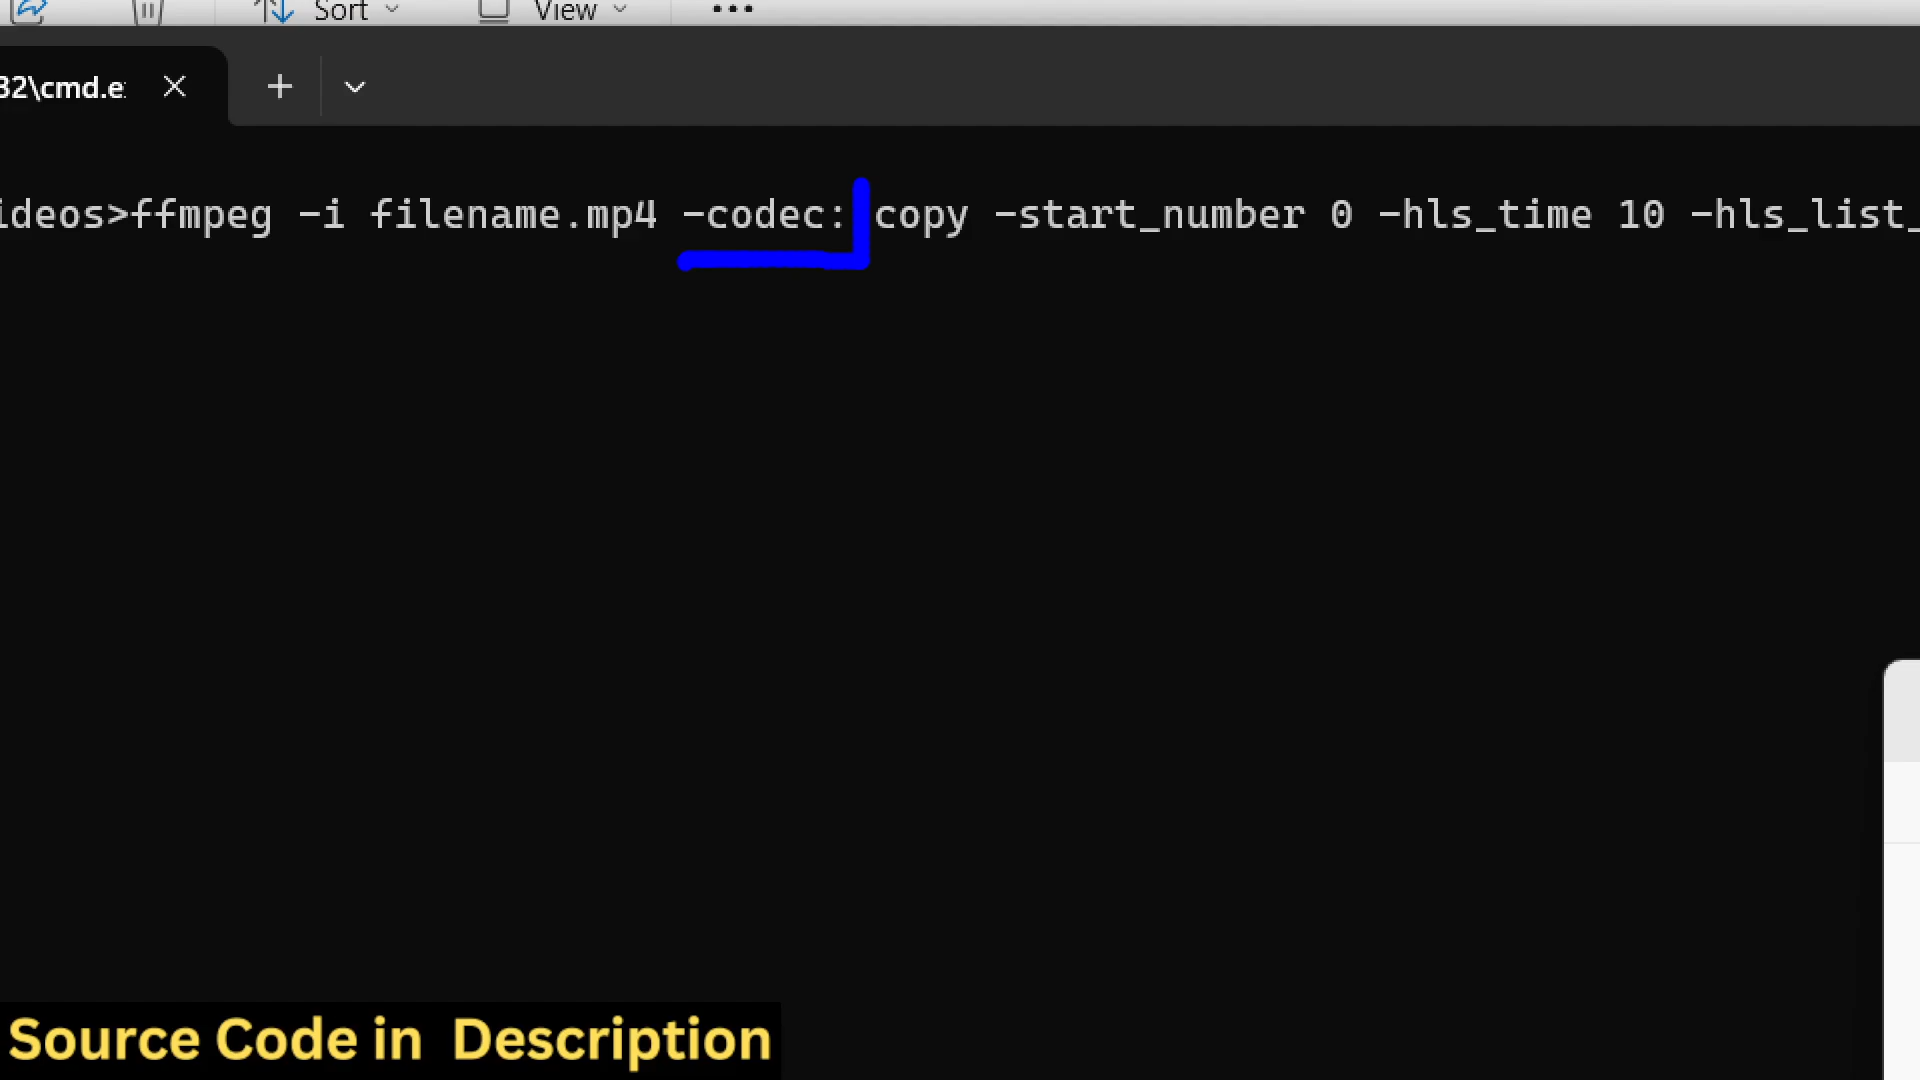 Sort View
32\cmd.e
ideos>ffmpeg -i filename.mp4 -codec: copy -start_number 0 -hls_time 10 -hls_list_
Source Code in Description